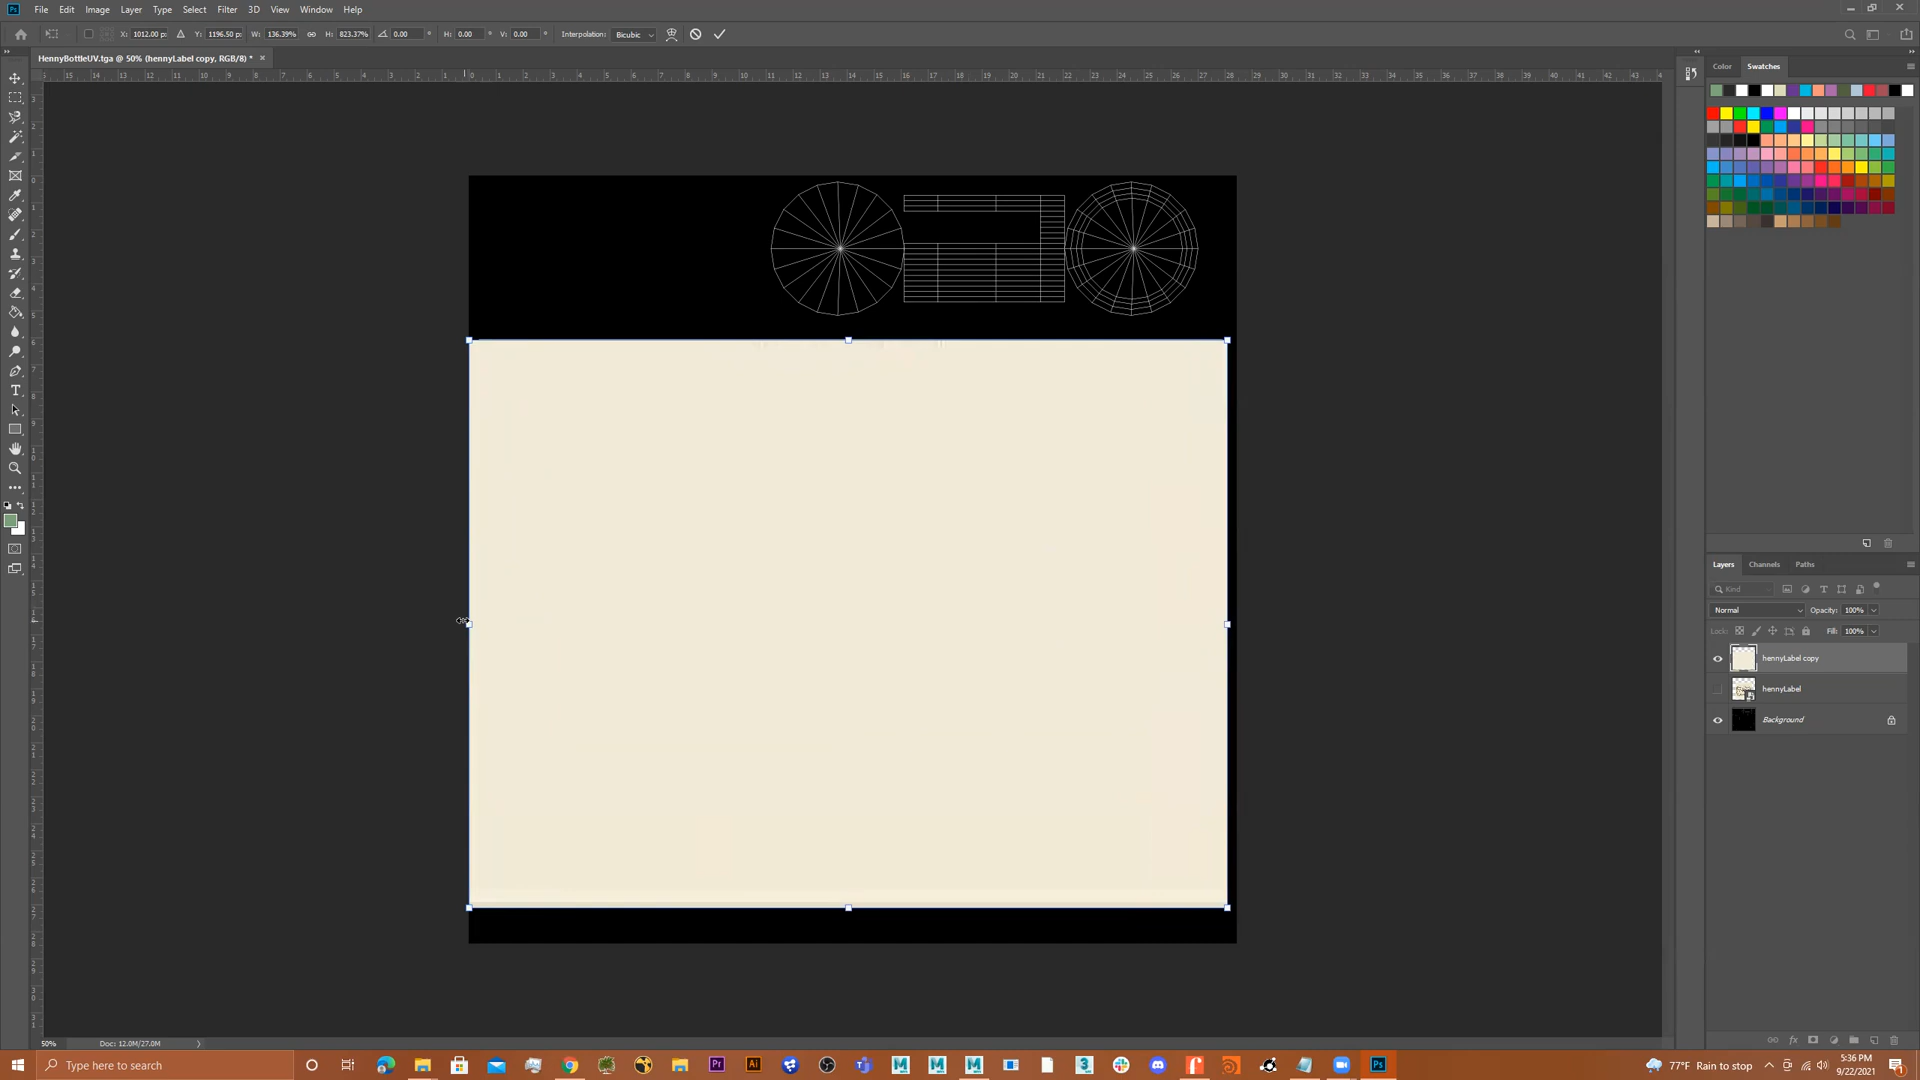 File Edit Image Layer Type Select Filter 3D View Window Help
X: 1012.00 px Y: 1196.50 px W: 136.39% H: 823.37% 0.00 ° H: 0.00 ° V: 0.00 ° Interpolation: Bicubic
HennyBottleUV.tga @ 50% (hennyLabel copy, RGB/8) * ×
Color Swatches
Layers Channels Paths
Kind
Normal Opacity: 100%
Lock: Fill: 100%
hennyLabel copy
hennyLabel
Background
50% Doc: 12.0M/27.0M
Type here to search
77°F Rain to stop
5:36 PM
9/22/2021